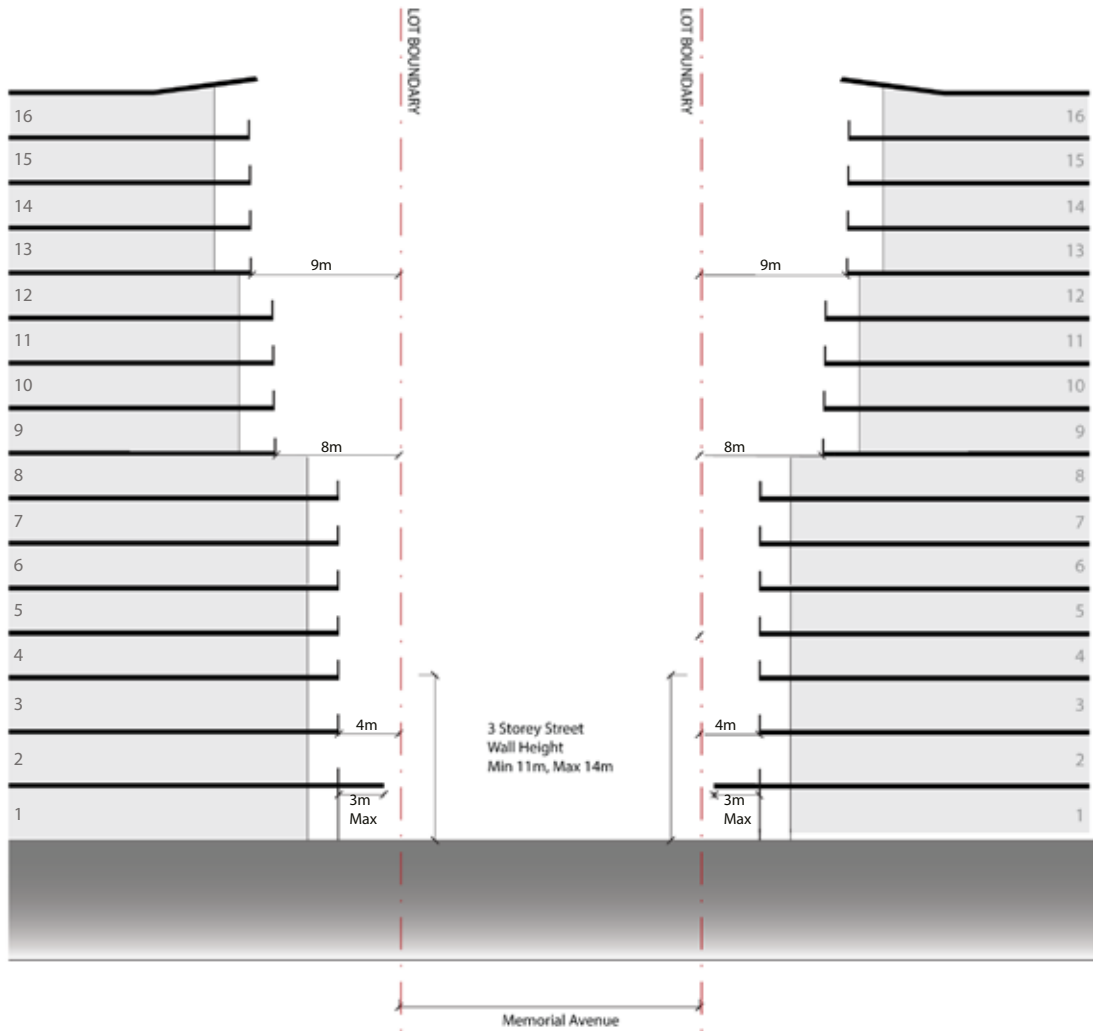 LOT BOUNDARY
LOT BOUNDARY
16
16
15
15
14
14
13
13
9m
9m
12
12
11
11
10
10
9
9
8m
8m
8
8
7
7
6
6
5
5
4
4
3
3
4m
4m
3 Storey Street
Wall Height
Min 11m, Max 14m
2
2
3m
Max
3m
Max
1
1
Memorial Avenue